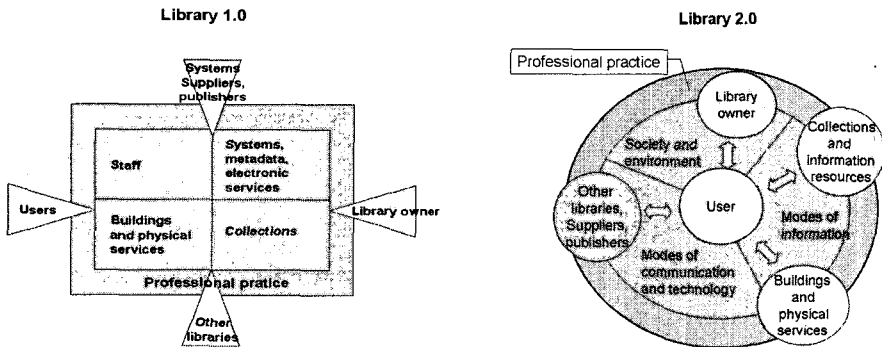 Library 1.0
Systems
Suppliers,
publishers
Staff
Systems,
metadata,
electronic
services
Users
Library owner
Buildings
and physical
services
Collections
Professional pratice
Other
libraries
Library 2.0
Professional practice
Library
owner
Collections
and
information
resources
Society and
environment
Other
libraries,
Suppliers,
publishers
User
Modes of
information
Modes of
communication
and technology
Buildings
and
physical
services